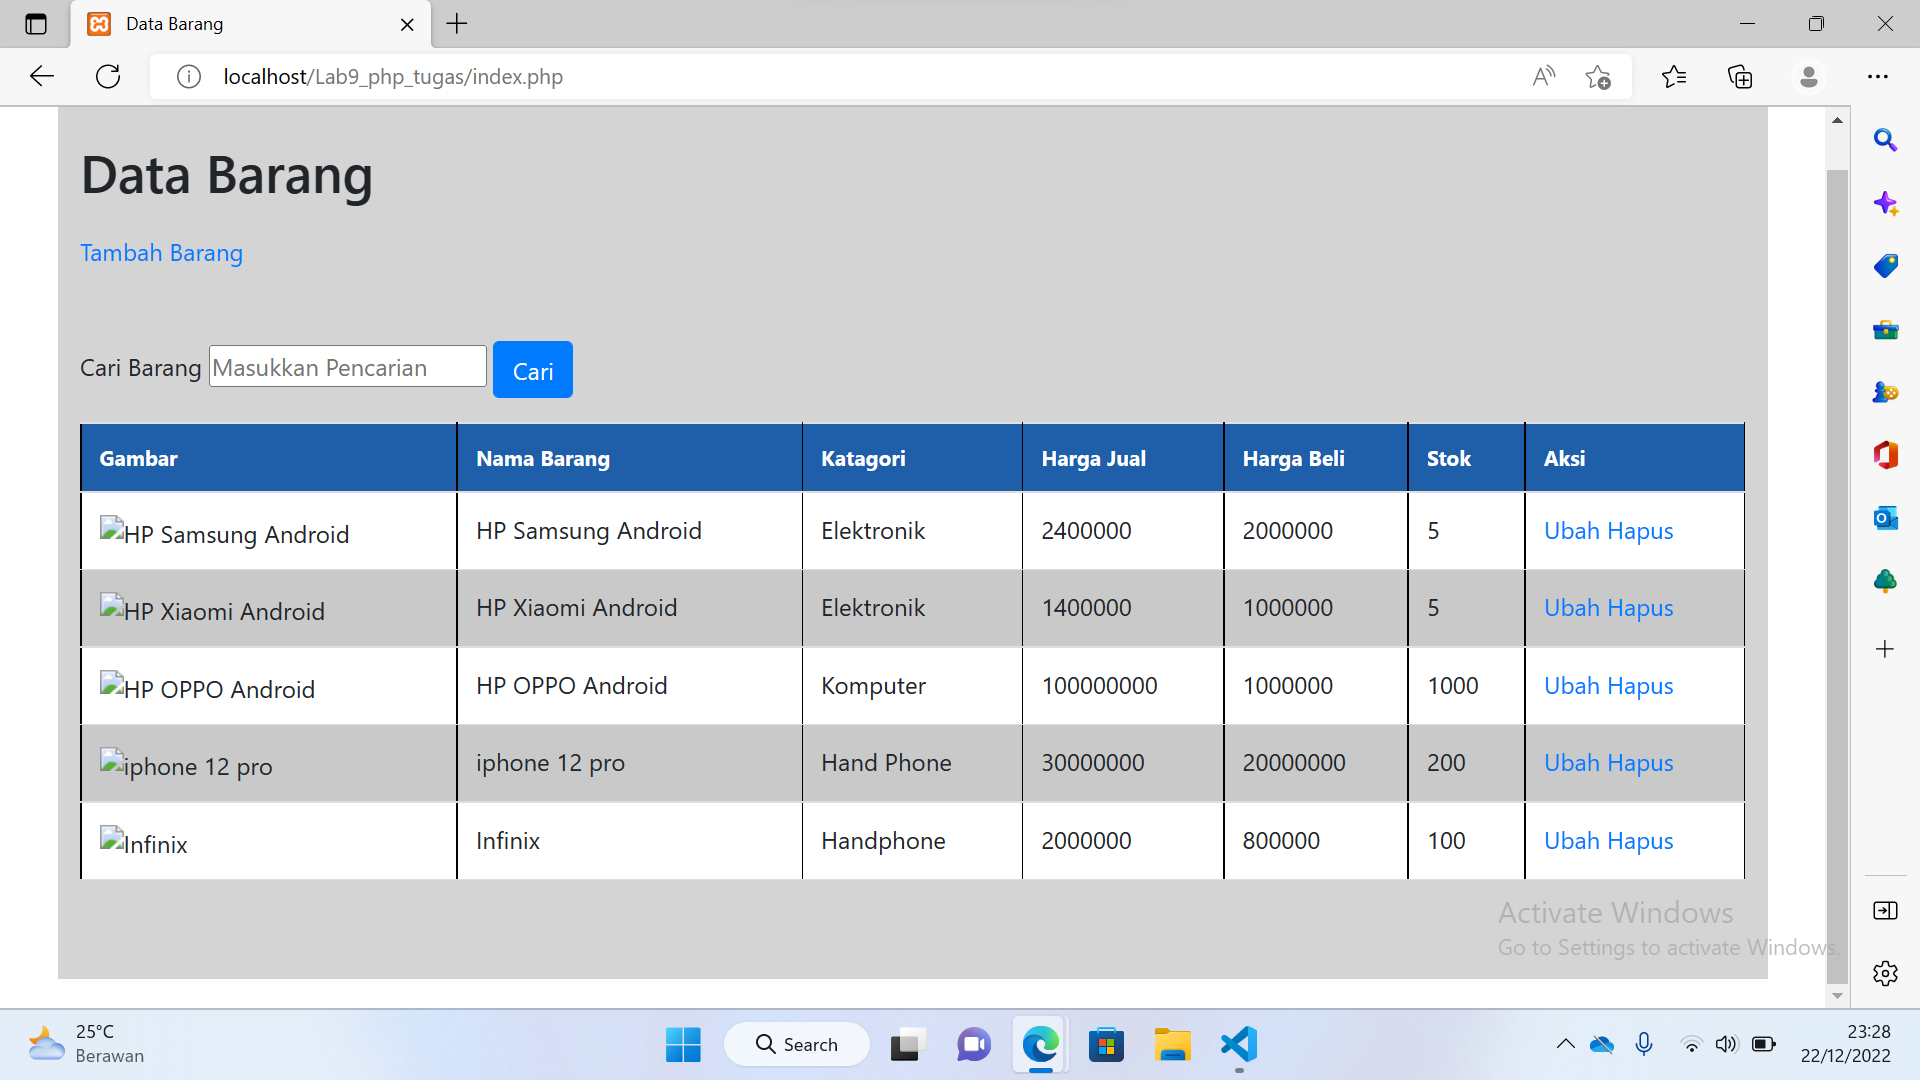 Data Barang
localhost/Lab9_php_tugas/index.php
Data Barang
Tambah Barang
Cari Barang Masukkan Pencarian Cari
Gambar Nama Barang Katagori Harga Jual Harga Beli Stok Aksi
HP Samsung Android HP Samsung Android Elektronik 2400000 2000000 5 Ubah Hapus
HP Xiaomi Android HP Xiaomi Android Elektronik 1400000 1000000 5 Ubah Hapus
HP OPPO Android HP OPPO Android Komputer 100000000 1000000 1000 Ubah Hapus
iphone 12 pro iphone 12 pro Hand Phone 30000000 20000000 200 Ubah Hapus
Infinix Infinix Handphone 2000000 800000 100 Ubah Hapus
Activate Windows
Go to Settings to activate Windows.
25°C
Berawan
Search
23:28
22/12/2022